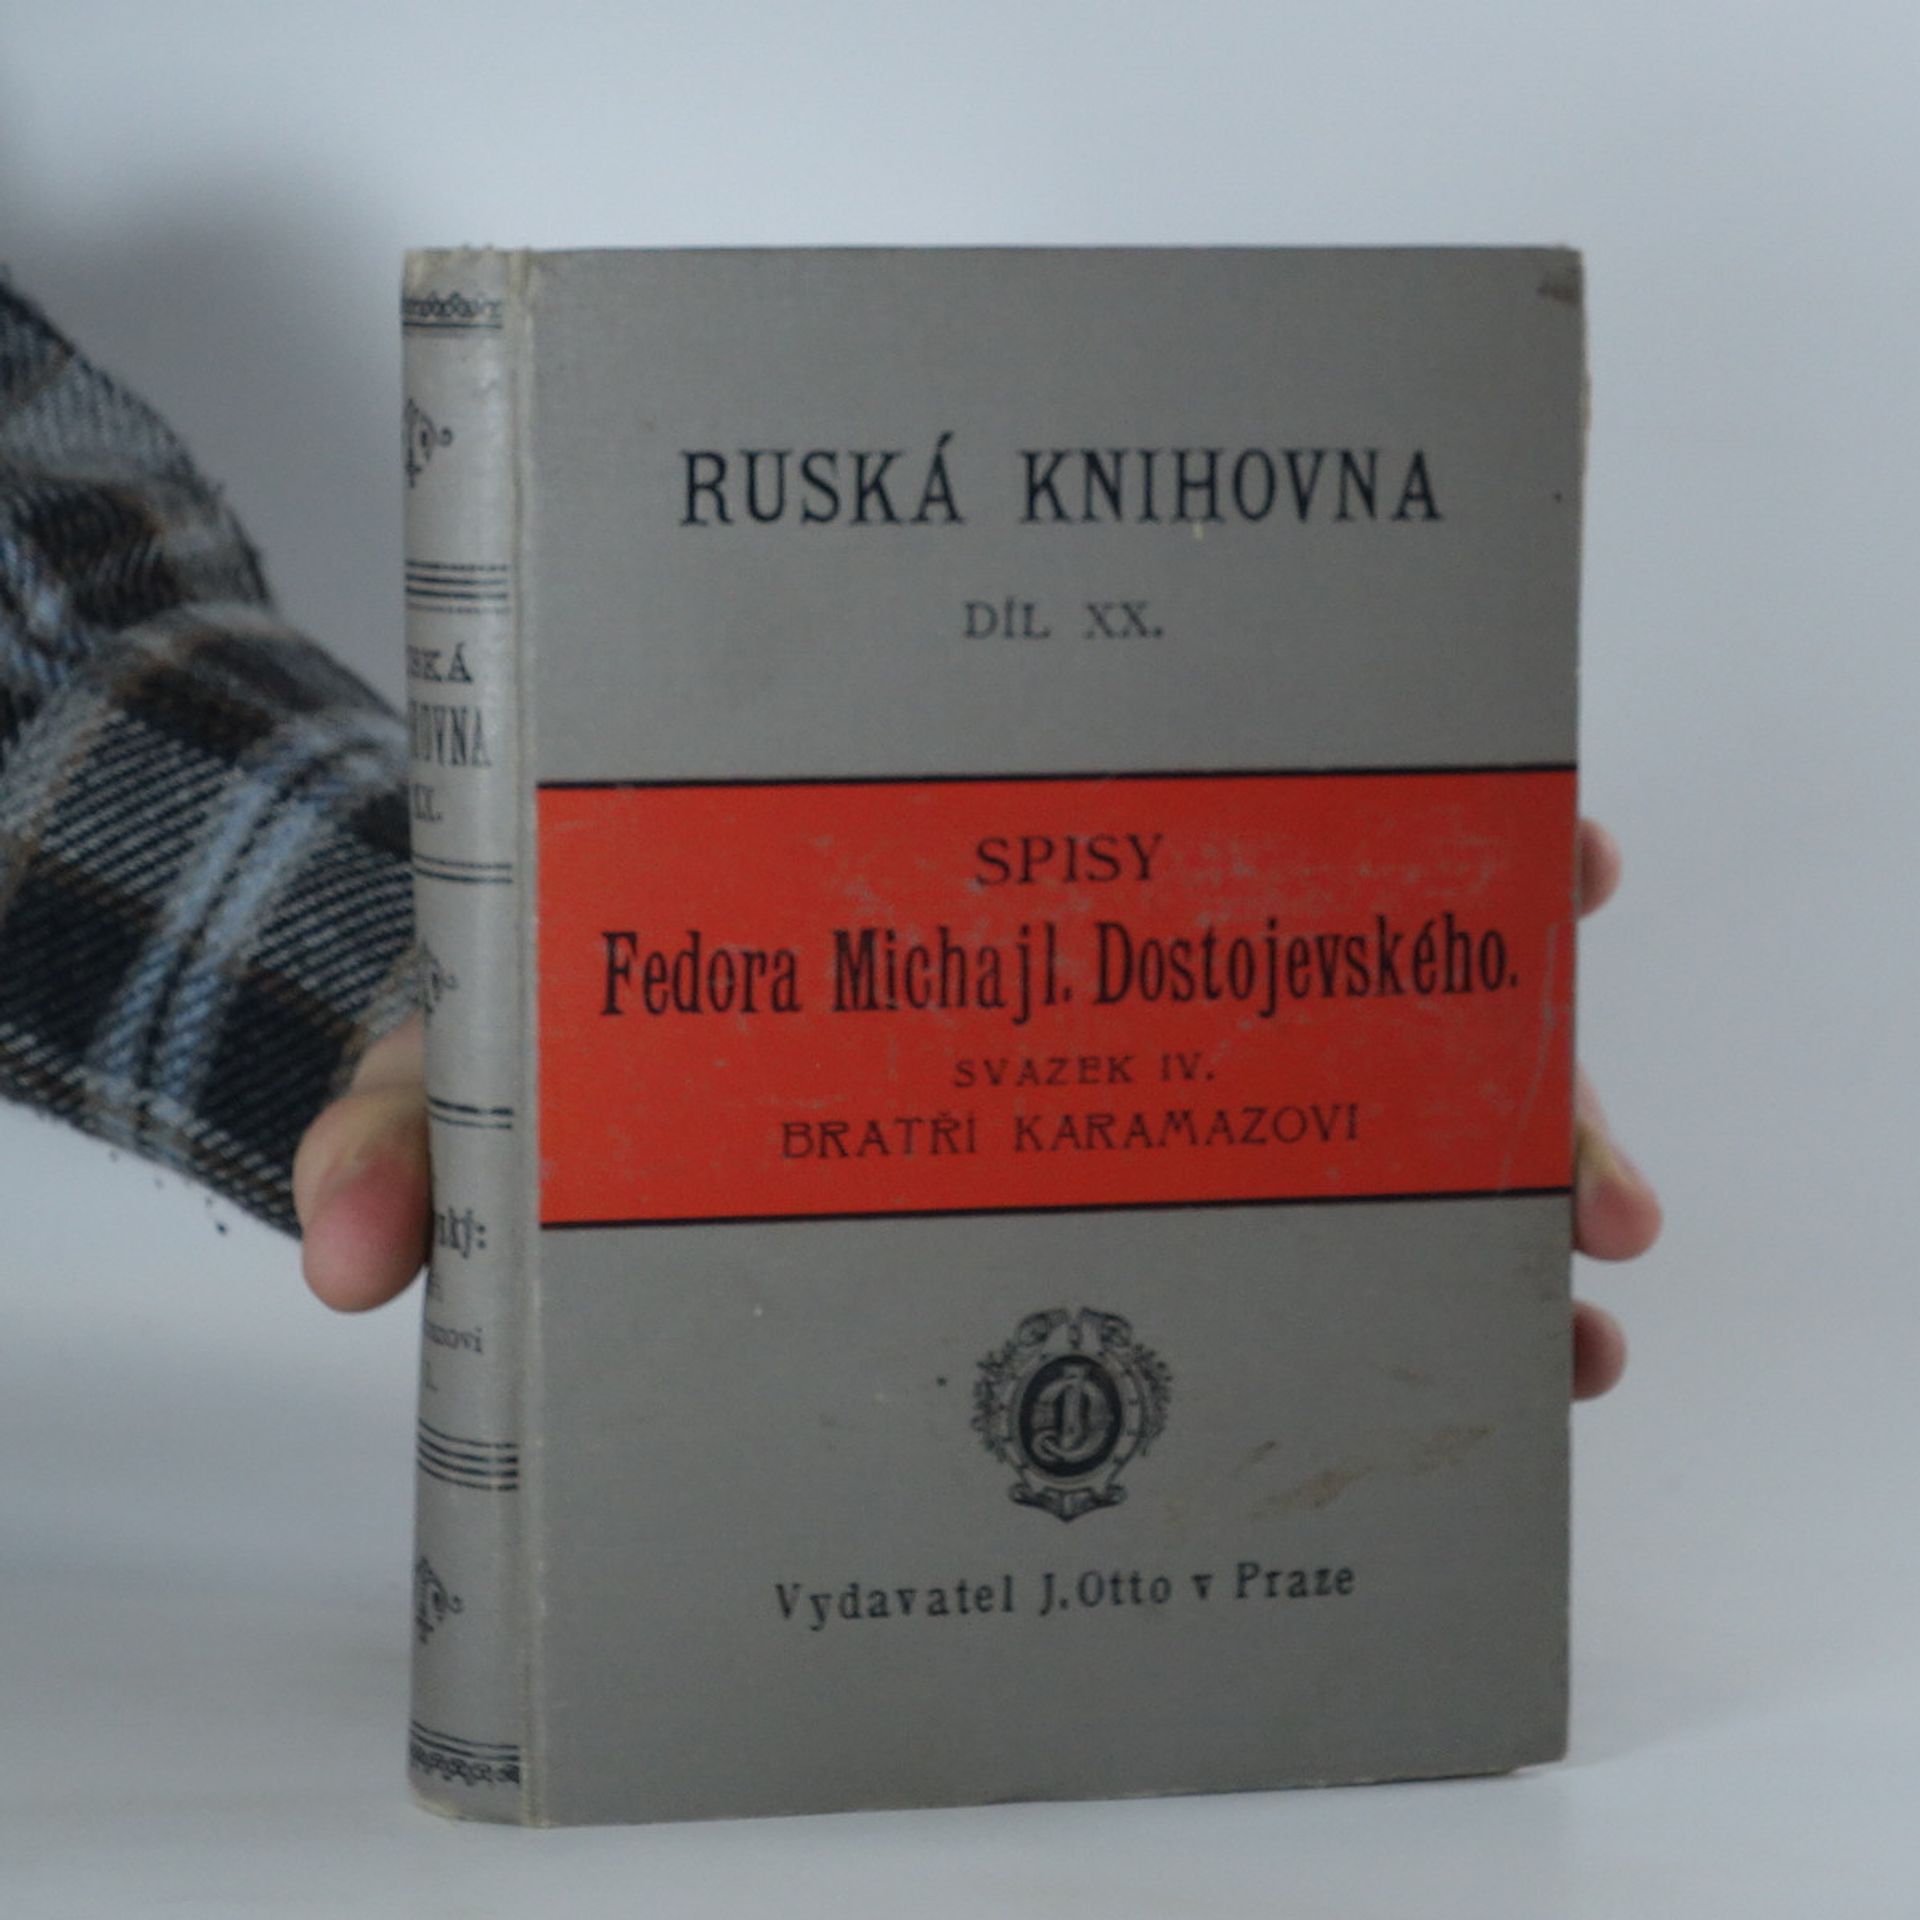 RUSKÁ KNIHOVNA
DÍL XX.
SPISY
Fedora Michajl. Dostojevského.
SVAZEK IV.
BRATŘI KARAMAZOVI
Vydavatel J. Otto v Praze